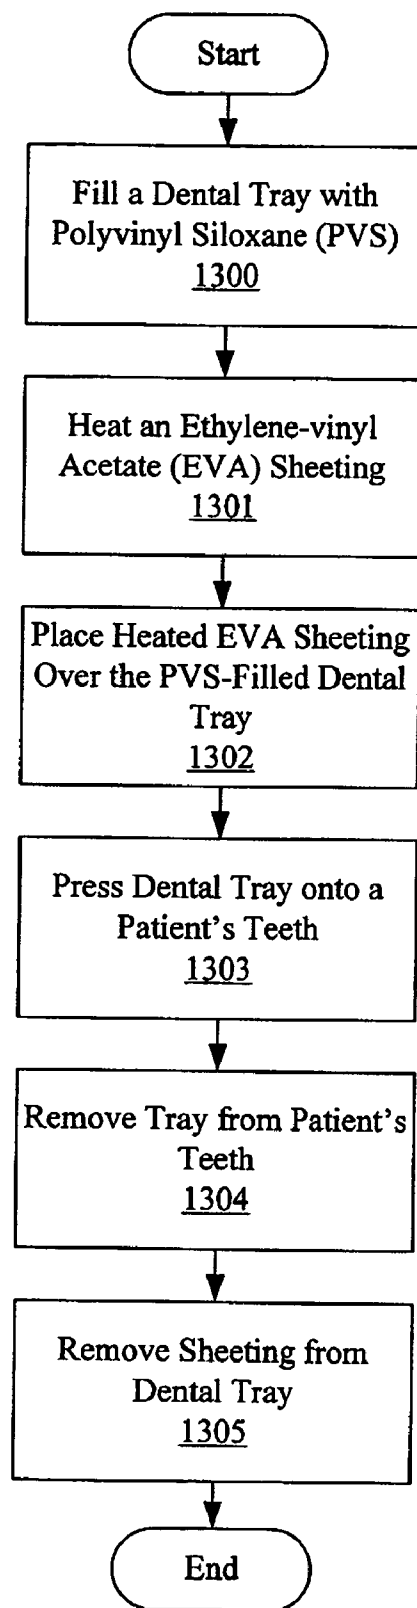 Start
Fill a Dental Tray with
Polyvinyl Siloxane (PVS)
1300
Heat an Ethylene-vinyl
Acetate (EVA) Sheeting
1301
Place Heated EVA Sheeting
Over the PVS-Filled Dental
Tray
1302
Press Dental Tray onto a
Patient's Teeth
1303
Remove Tray from Patient's
Teeth
1304
Remove Sheeting from
Dental Tray
1305
End